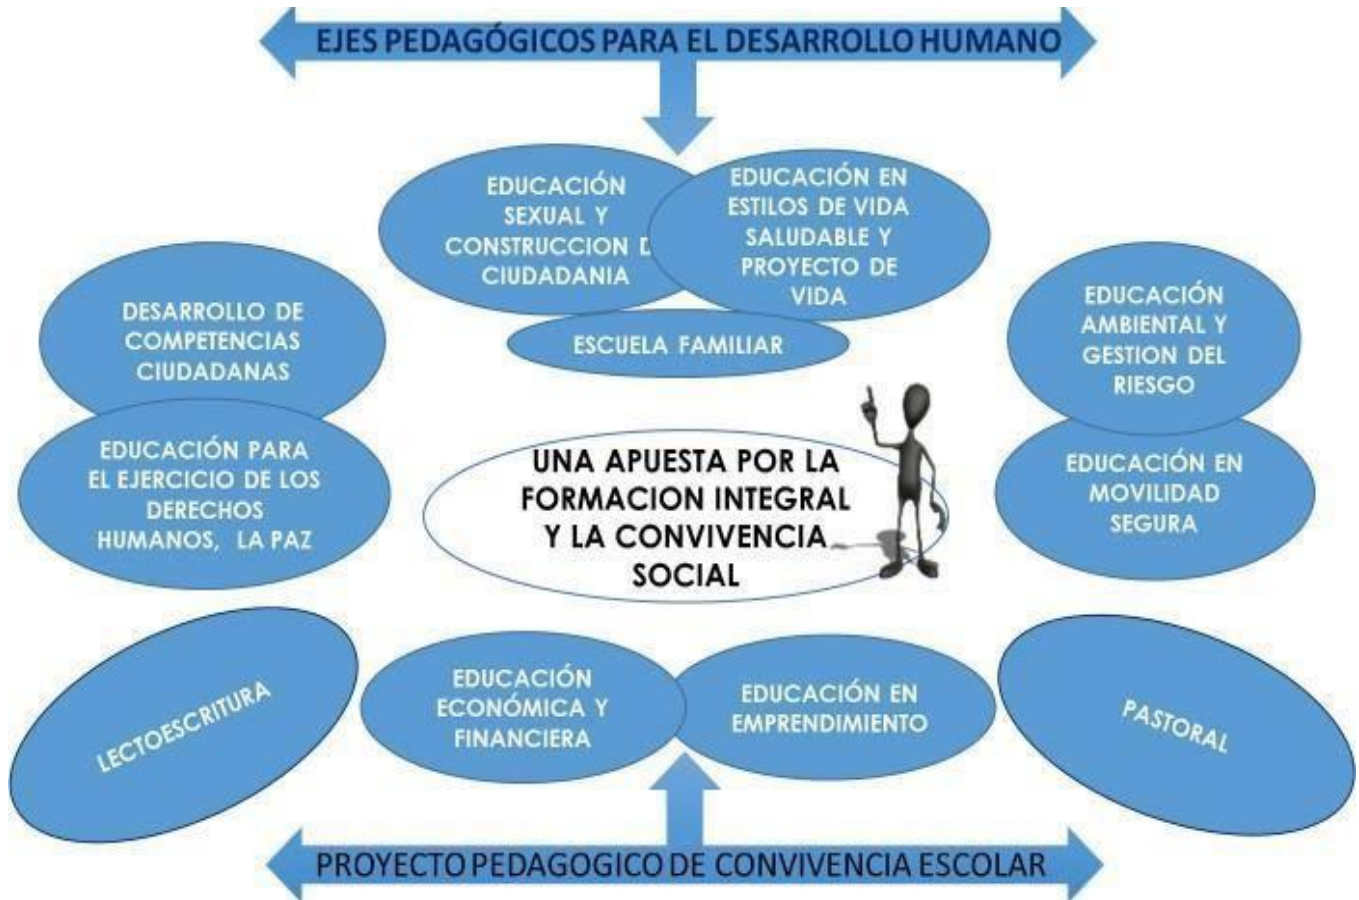 EJES PEDAGÓGICOS PARA EL DESARROLLO HUMANO
EDUCACIÓN
SEXUAL Y
CONSTRUCCION D
CIUDADANIA
EDUCACIÓN EN
ESTILOS DE VIDA
SALUDABLE Y
PROYECTO DE
VIDA
ESCUELA FAMILIAR
DESARROLLO DE
COMPETENCIAS
CIUDADANAS
EDUCACIÓN PARA
EL EJERCICIO DE LOS
DERECHOS
HUMANOS, LA PAZ
EDUCACIÓN
AMBIENTAL Y
GESTION DEL
RIESGO
EDUCACIÓN EN
MOVILIDAD
SEGURA
UNA APUESTA POR LA
FORMACION INTEGRAL
Y LA CONVIVENCIA
SOCIAL
LECTOESCRITURA
EDUCACIÓN
ECONÓMICA Y
FINANCIERA
EDUCACIÓN EN
EMPRENDIMIENTO
PASTORAL
PROYECTO PEDAGOGICO DE CONVIVENCIA ESCOLAR